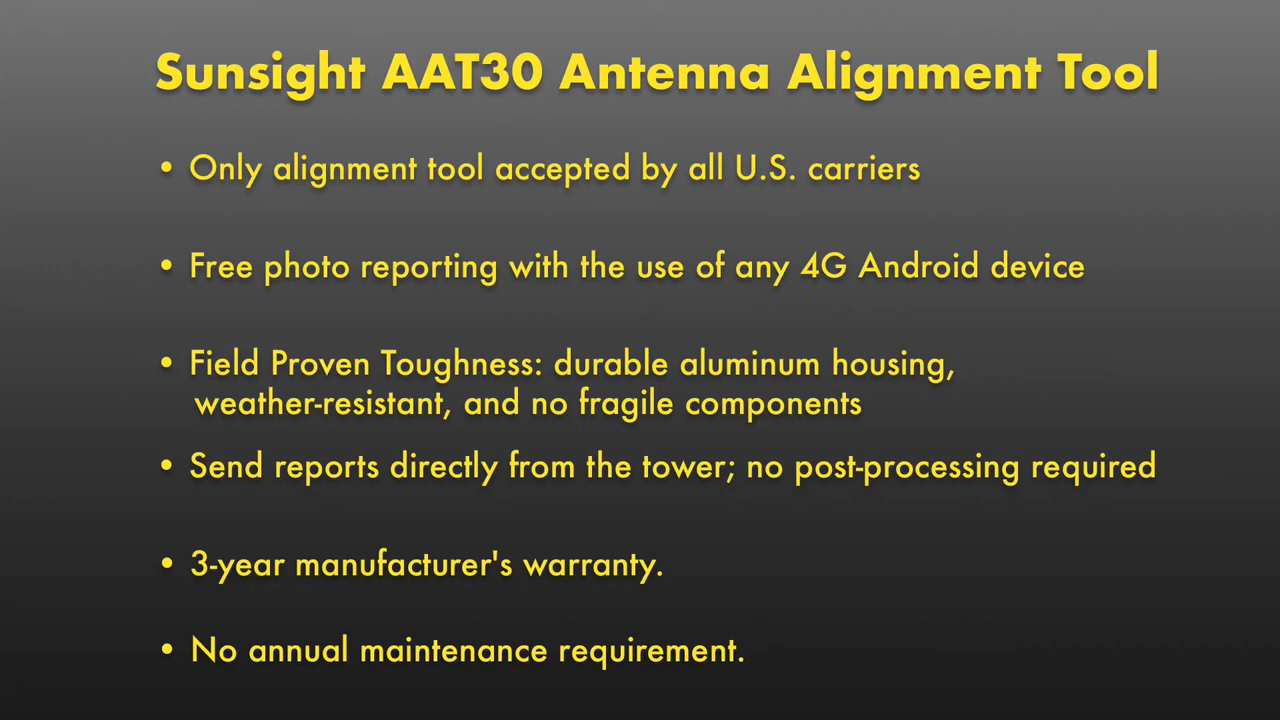 Sunsight AAT30 Antenna Alignment Tool
• Only alignment tool accepted by all U.S. carriers
• Free photo reporting with the use of any 4G Android device
• Field Proven Toughness: durable aluminum housing,
weather-resistant, and no fragile components
• Send reports directly from the tower; no post-processing required
• 3-year manufacturer's warranty.
• No annual maintenance requirement.